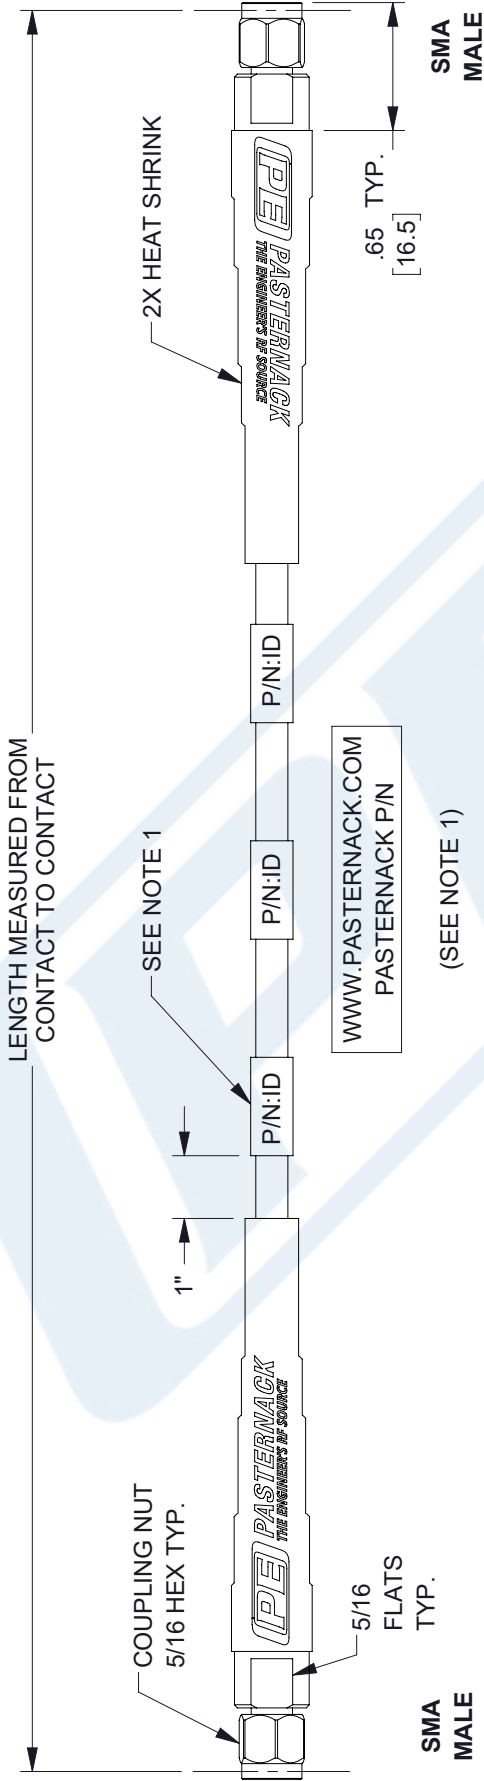 LENGTH MEASURED FROM
CONTACT TO CONTACT
COUPLING NUT
5/16 HEX TYP.
1"
SEE NOTE 1
2X HEAT SHRINK
PE PASTERNACK
THE ENGINEER'S RF SOURCE
P/N:ID
P/N:ID
P/N:ID
PE PASTERNACK
THE ENGINEER'S RF SOURCE
5/16
FLATS
TYP.
WWW.PASTERNACK.COM
PASTERNACK P/N
(SEE NOTE 1)
.65 TYP.
[16.5]
SMA
MALE
SMA
MALE